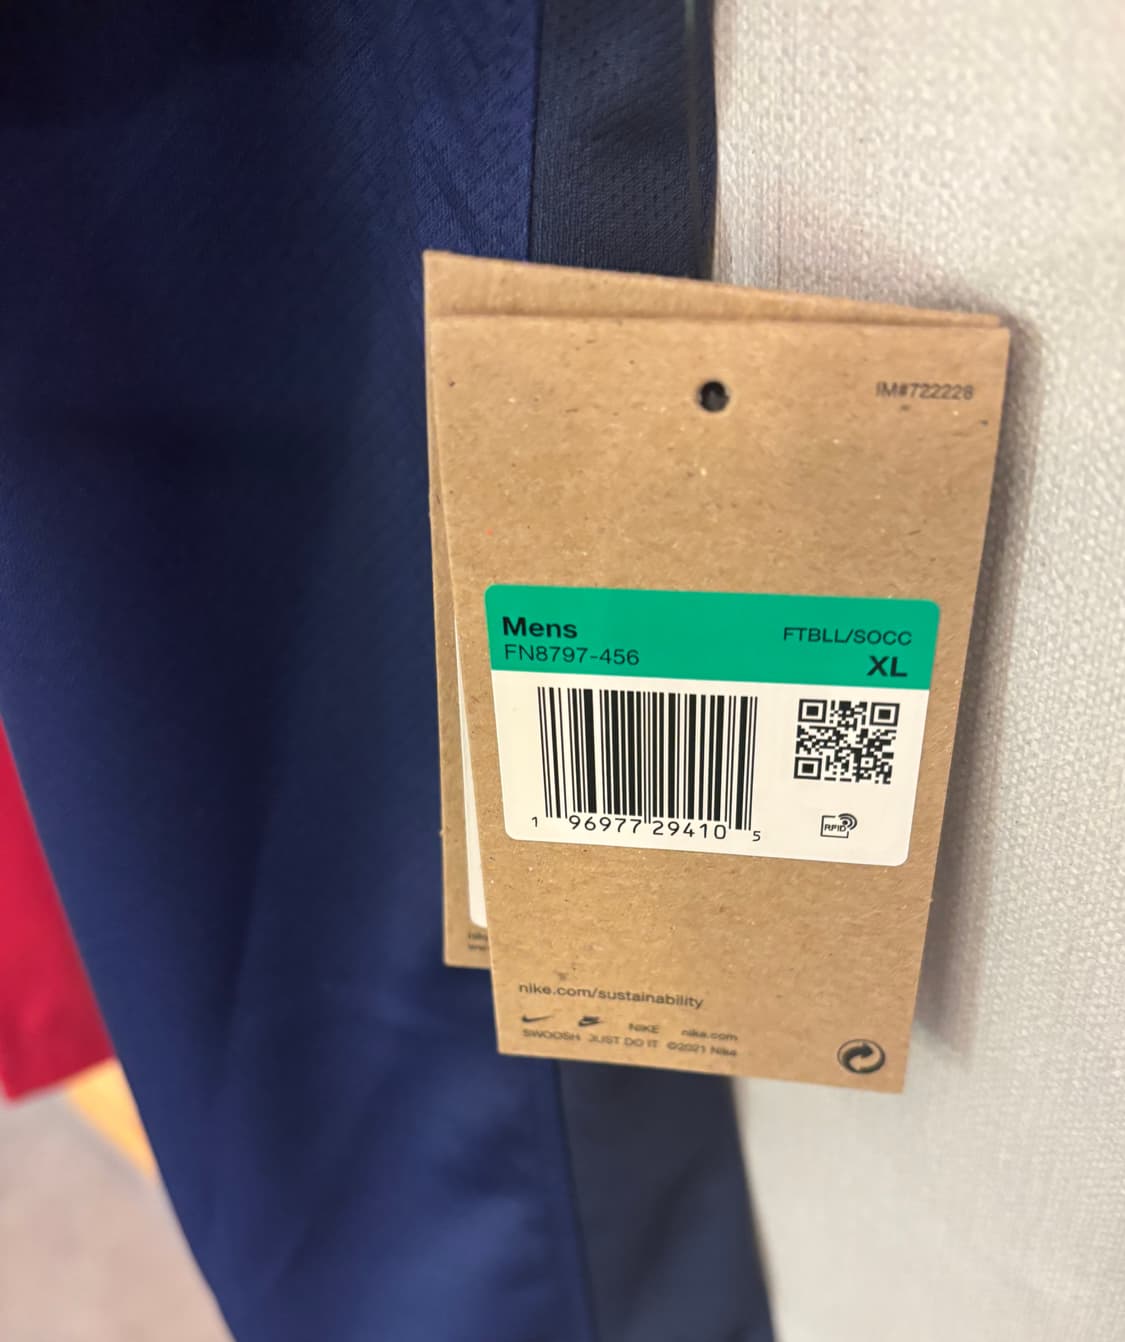 IM#722228
Mens
FTBLL/SOCC
FN8797-456
XL
1 96977 29410 5
RFID
nike.com/sustainability
NIKE nike.com
SWOOSH JUST DO IT ©2021 Nike